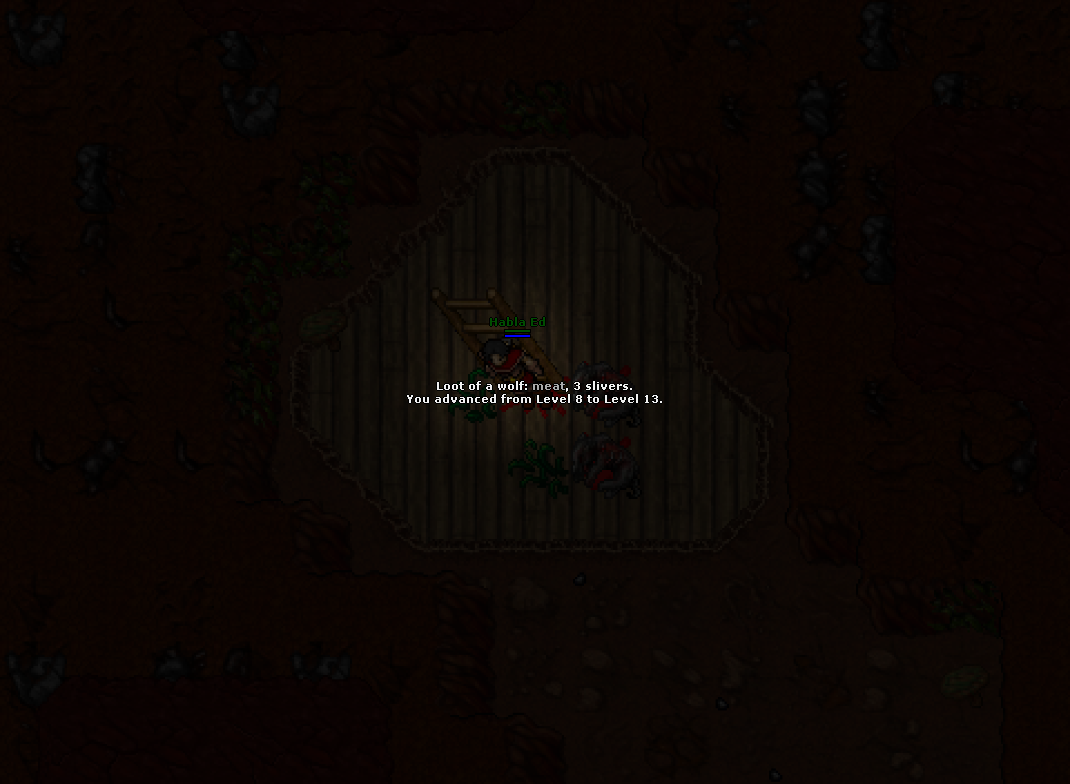 Habla Ed
Loot of a wolf: meat, 3 slivers.
You advanced from Level 8 to Level 13.